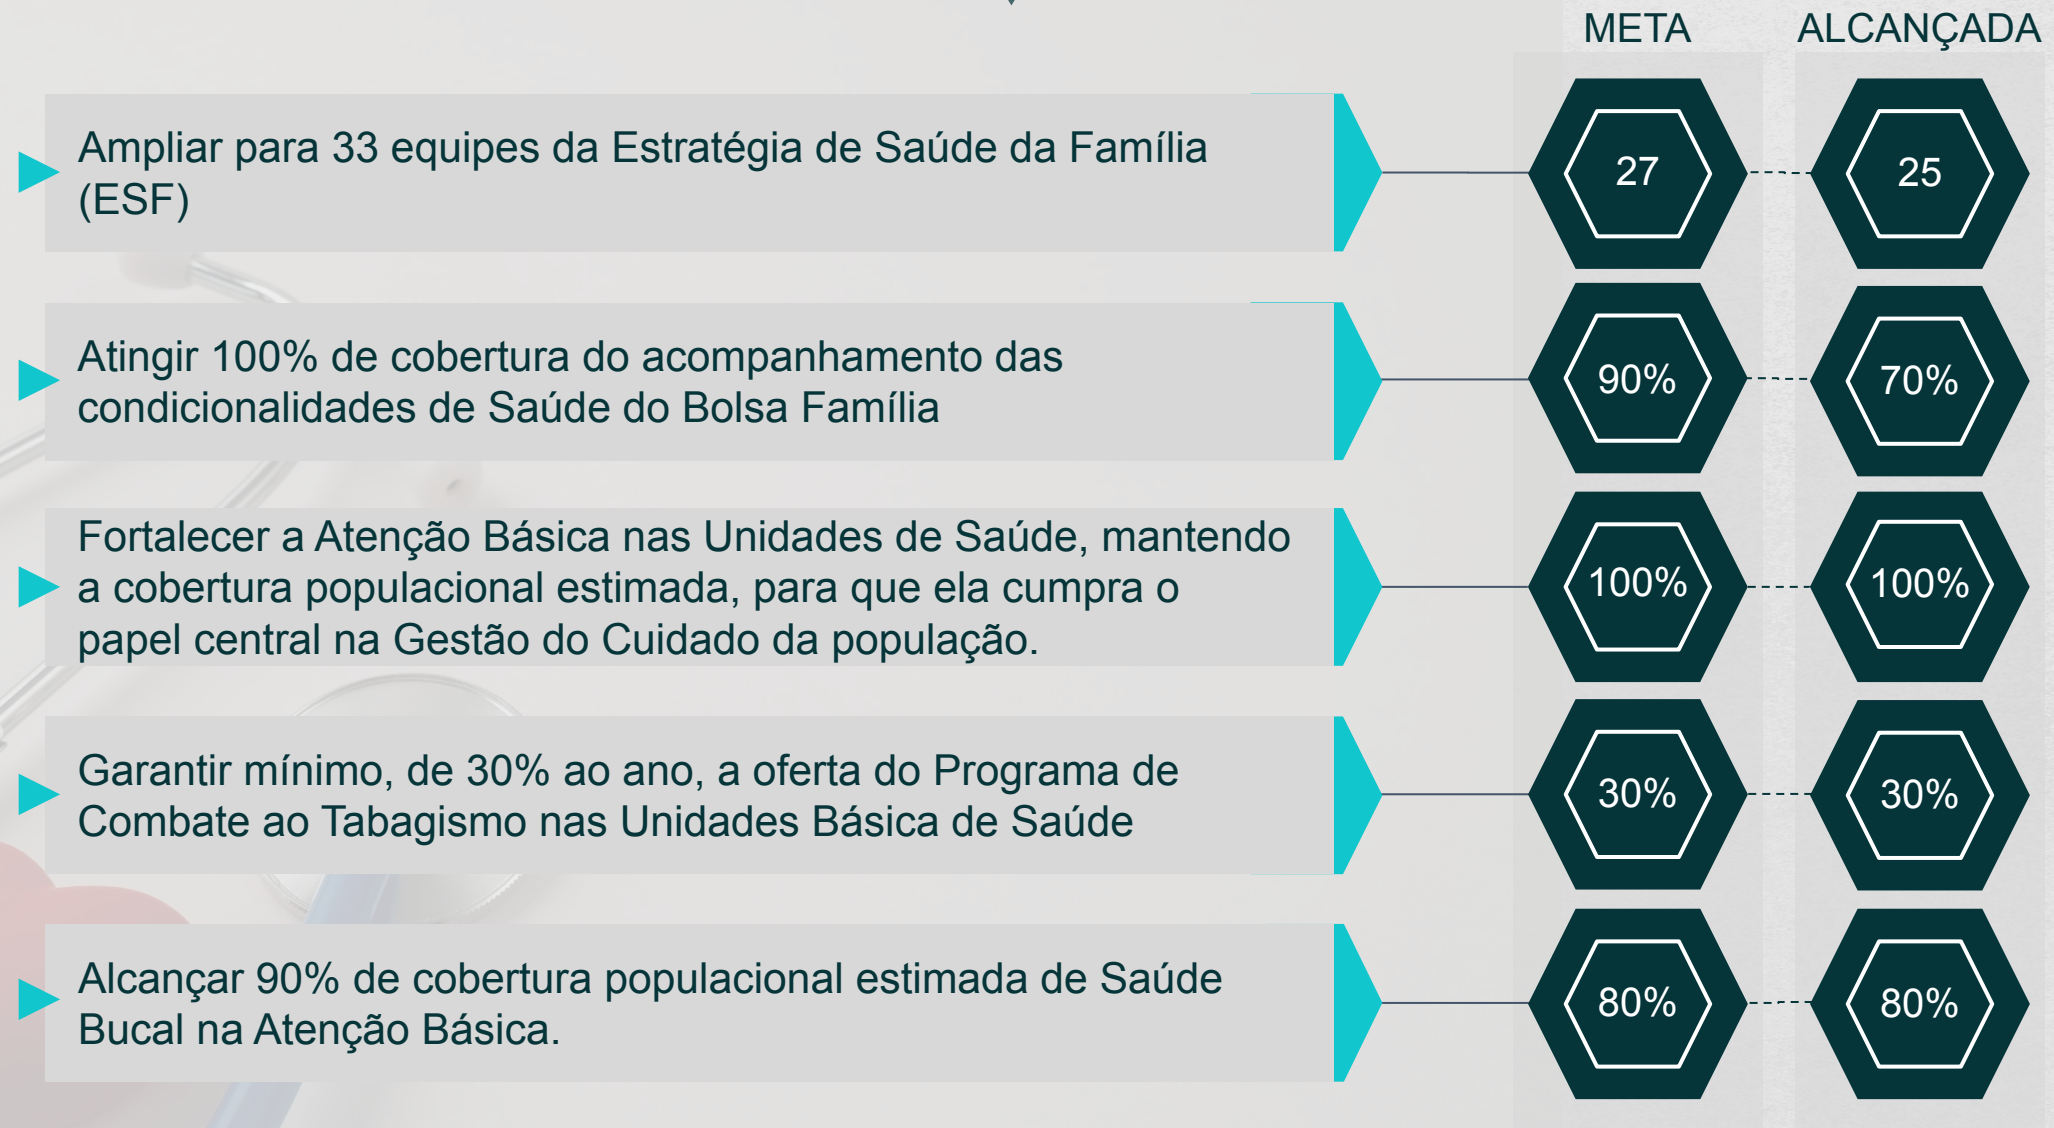 META ALCANÇADA
Ampliar para 33 equipes da Estratégia de Saúde da Família
(ESF)
27 25
Atingir 100% de cobertura do acompanhamento das
condicionalidades de Saúde do Bolsa Família
90% 70%
Fortalecer a Atenção Básica nas Unidades de Saúde, mantendo
a cobertura populacional estimada, para que ela cumpra o
papel central na Gestão do Cuidado da população.
100% 100%
Garantir mínimo, de 30% ao ano, a oferta do Programa de
Combate ao Tabagismo nas Unidades Básica de Saúde
30% 30%
Alcançar 90% de cobertura populacional estimada de Saúde
Bucal na Atenção Básica.
80% 80%